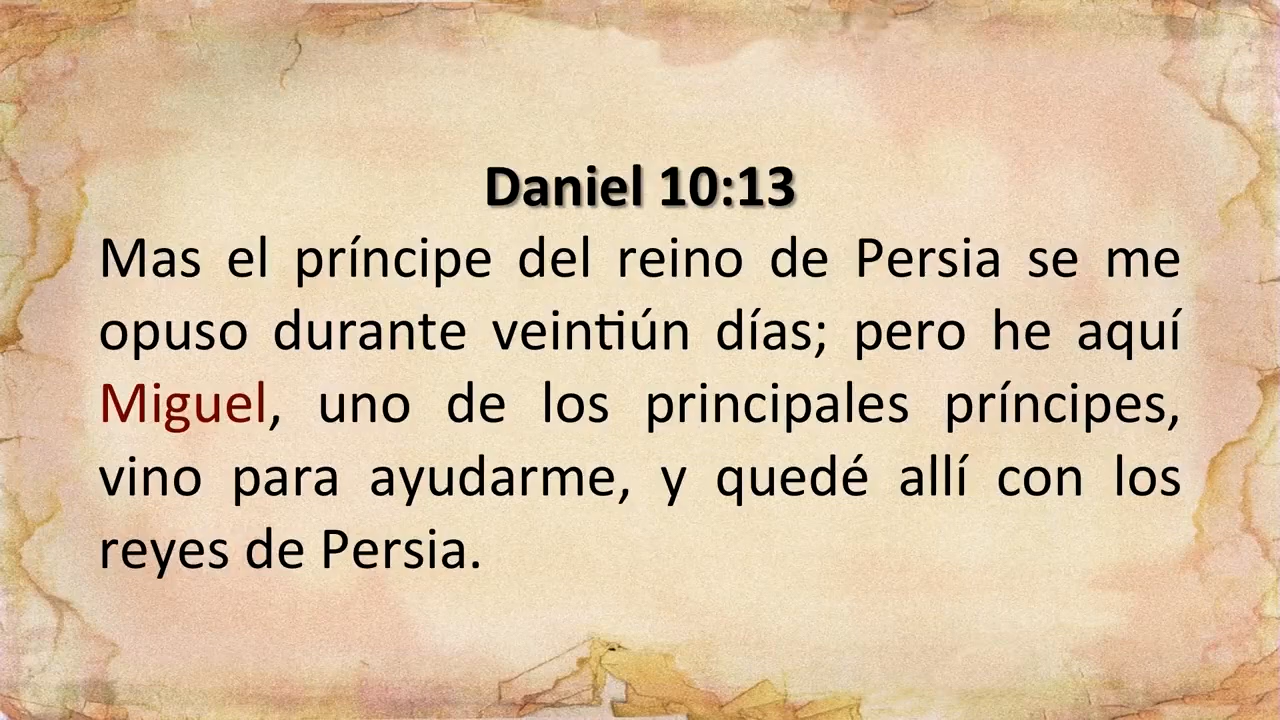 Daniel 10:13
Mas el príncipe del reino de Persia se me
opuso durante veintiún días; pero he aquí
Miguel, uno de los principales príncipes,
vino para ayudarme, y quedé allí con los
reyes de Persia.